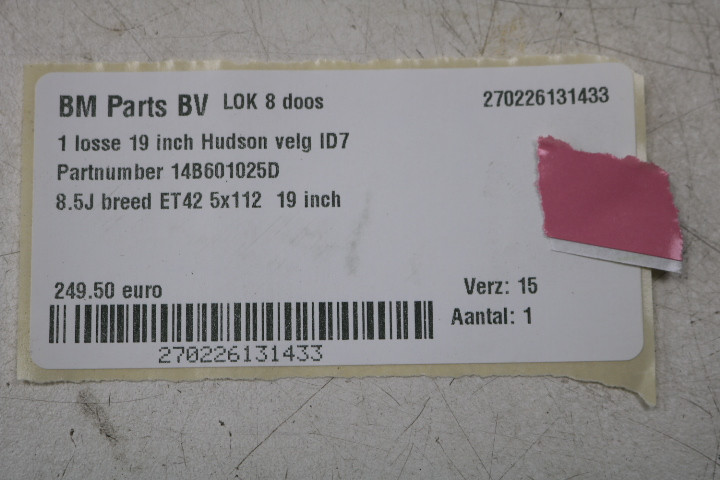 BM Parts BV LOK 8 doos 270226131433
1 losse 19 inch Hudson velg ID7
Partnumber 14B601025D
8.5J breed ET42 5x112 19 inch
249.50 euro Verz: 15
Aantal: 1
270226131433